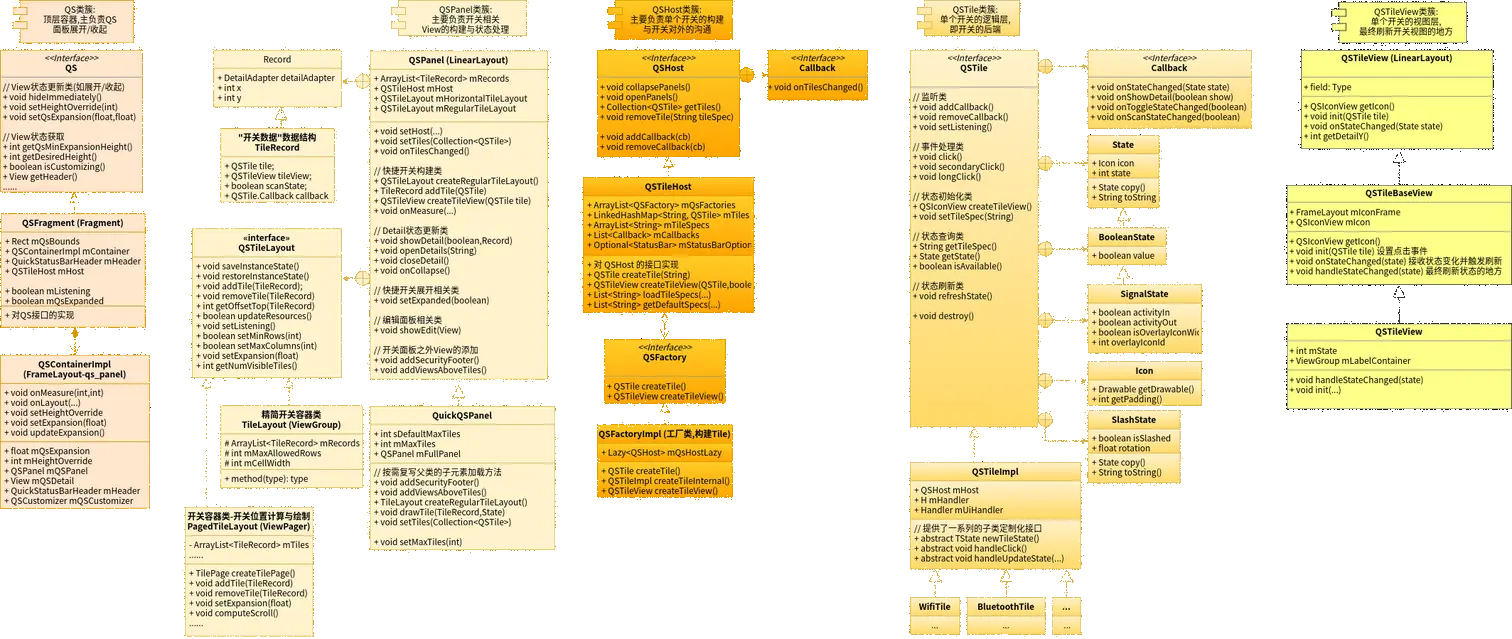 QS类簇:
顶层容器,主负责QS
面板展开/收起
<<Interface>>
QS
// View状态更新类(如展开/收起)
+ void hideImmediately()
+ void setHeightOverride(int)
+ void setQsExpansion(float,float)
// View状态获取
+ int getQsMinExpansionHeight()
+ int getDesiredHeight()
+ boolean isCustomizing()
+ View getHeader()
......
QSFragment (Fragment)
+ Rect mQsBounds
+ QSContainerImpl mContainer
+ QuickStatusBarHeader mHeader
+ QSTileHost mHost
+ boolean mListening
+ boolean mQsExpanded
+ 对QS接口的实现
QSContainerImpl
(FrameLayout-qs_panel)
+ void onMeasure(int,int)
+ void onLayout(...)
+ void setHeightOverride
+ void setExpansion(float)
+ void updateExpansion()
+ float mQsExpansion
+ int mHeightOverride
+ QSPanel mQSPanel
+ View mQSDetail
+ QuickStatusBarHeader mHeader
+ QSCustomizer mQSCustomizer
QSPanel类簇:
主要负责开关相关
View的构建与状态处理
Record
+ DetailAdapter detailAdapter
+ int x
+ int y
"开关数据"数据结构
TileRecord
+ QSTile tile;
+ QSTileView tileView;
+ boolean scanState;
+ QSTile.Callback callback
«interface»
QSTileLayout
+ void saveInstanceState()
+ void restoreInstanceState()
+ void addTile(TileRecord);
+ void removeTile(TileRecord)
+ int getOffsetTop(TileRecord)
+ boolean updateResources()
+ void setListening()
+ boolean setMinRows(int)
+ boolean setMaxColumns(int)
+ void setExpansion(float)
+ int getNumVisibleTiles()
精简开关容器类
TileLayout (ViewGroup)
# ArrayList<TileRecord> mRecords
# int mMaxAllowedRows
# int mCellWidth
+ method(type): type
开关容器类-开关位置计算与绘制
PagedTileLayout (ViewPager)
- ArrayList<TileRecord> mTiles
......
+ TilePage createTilePage()
+ void addTile(TileRecord)
+ void removeTile(TileRecord)
+ void setExpansion(float)
+ void computeScroll()
......
QSPanel (LinearLayout)
+ ArrayList<TileRecord> mRecords
+ QSTileHost mHost
+ QSTileLayout mHorizontalTileLayout
+ QSTileLayout mRegularTileLayout
+ void setHost(...)
+ void setTiles(Collection<QSTile>)
+ void onTilesChanged()
// 快捷开关构建类
+ QSTileLayout createRegularTileLayout()
+ TileRecord addTile(QSTile)
+ QSTileView createTileView(QSTile tile)
+ void onMeasure(...)
// Detail状态更新类
+ void showDetail(boolean,Record)
+ void openDetails(String)
+ void closeDetail()
+ void onCollapse()
// 快捷开关展开相关类
+ void setExpanded(boolean)
// 编辑面板相关类
+ void showEdit(View)
// 开关面板之外View的添加
+ void addSecurityFooter()
+ void addViewsAboveTiles()
QuickQSPanel
+ int sDefaultMaxTiles
+ int mMaxTiles
+ QSPanel mFullPanel
// 按需复写父类的子元素加载方法
+ void addSecurityFooter()
+ void addViewsAboveTiles()
+ TileLayout createRegularTileLayout()
+ void drawTile(TileRecord,State)
+ void setTiles(Collection<QSTile>)
+ void setMaxTiles(int)
QSHost类簇:
主要负责单个开关的构建
与开关对外的沟通
<<Interface>>
QSHost
+ void collapsePanels()
+ void openPanels()
+ Collection<QSTile> getTiles()
+ void removeTile(String tileSpec)
+ void addCallback(cb)
+ void removeCallback(cb)
<<Interface>>
Callback
+ void onTilesChanged()
QSTileHost
+ ArrayList<QSFactory> mQsFactories
+ LinkedHashMap<String, QSTile> mTiles
+ ArrayList<String> mTileSpecs
+ List<Callback> mCallbacks
+ Optional<StatusBar> mStatusBarOption
+ 对 QSHost 的接口实现
+ QSTile createTile(String)
+ QSTileView createTileView(QSTile,boole
+ List<String> loadTileSpecs(...)
+ List<String> getDefaultSpecs(...)
<<Interface>>
QSFactory
+ QSTile createTile()
+ QSTileView createTileView()
QSFactoryImpl (工厂类,构建Tile)
+ Lazy<QSHost> mQsHostLazy
+ QSTile createTile()
+ QSTileImpl createTileInternal()
+ QSTileView createTileView()
QSTile类簇:
单个开关的逻辑层,
即开关的后端
<<Interface>>
QSTile
// 监听类
+ void addCallback()
+ void removeCallback()
+ void setListening()
// 事件处理类
+ void click()
+ void secondaryClick()
+ void longClick()
// 状态初始化类
+ QSIconView createTileView()
+ void setTileSpec(String)
// 状态查询类
+ String getTileSpec()
+ State getState()
+ boolean isAvailable()
// 状态刷新类
+ void refreshState()
+ void destroy()
QSTileImpl
+ QSHost mHost
+ H mHandler
+ Handler mUiHandler
// 提供了一系列的子类定制化接口
+ abstract TState newTileState()
+ abstract void handleClick()
+ abstract void handleUpdateState(...)
WifiTile
...
BluetoothTile
...
...
...
<<Interface>>
Callback
+ void onStateChanged(State state)
+ void onShowDetail(boolean show)
+ void onToggleStateChanged(boolean)
+ void onScanStateChanged(boolean)
State
+ Icon icon
+ int state
+ State copy()
+ String toString
BooleanState
+ boolean value
SignalState
+ boolean activityIn
+ boolean activityOut
+ boolean isOverlayIconWic
+ int overlayIconId
Icon
+ Drawable getDrawable()
+ int getPadding()
SlashState
+ boolean isSlashed
+ float rotation
+ State copy()
+ String toString()
QSTileView类簇:
单个开关的视图层,
最终刷新开关视图的地方
QSTileView (LinearLayout)
+ field: Type
+ QSIconView getIcon()
+ void init(QSTile tile)
+ void onStateChanged(State state)
+ int getDetailY()
QSTileBaseView
+ FrameLayout mIconFrame
+ QSIconView mIcon
+ QSIconView getIcon()
+ void init(QSTile tile) 设置点击事件
+ void onStateChanged(state) 接收状态变化并触发刷新
+ void handleStateChanged(state) 最终刷新状态的地方
QSTileView
+ int mState
+ ViewGroup mLabelContainer
+ void handleStateChanged(state)
+ void init(...)